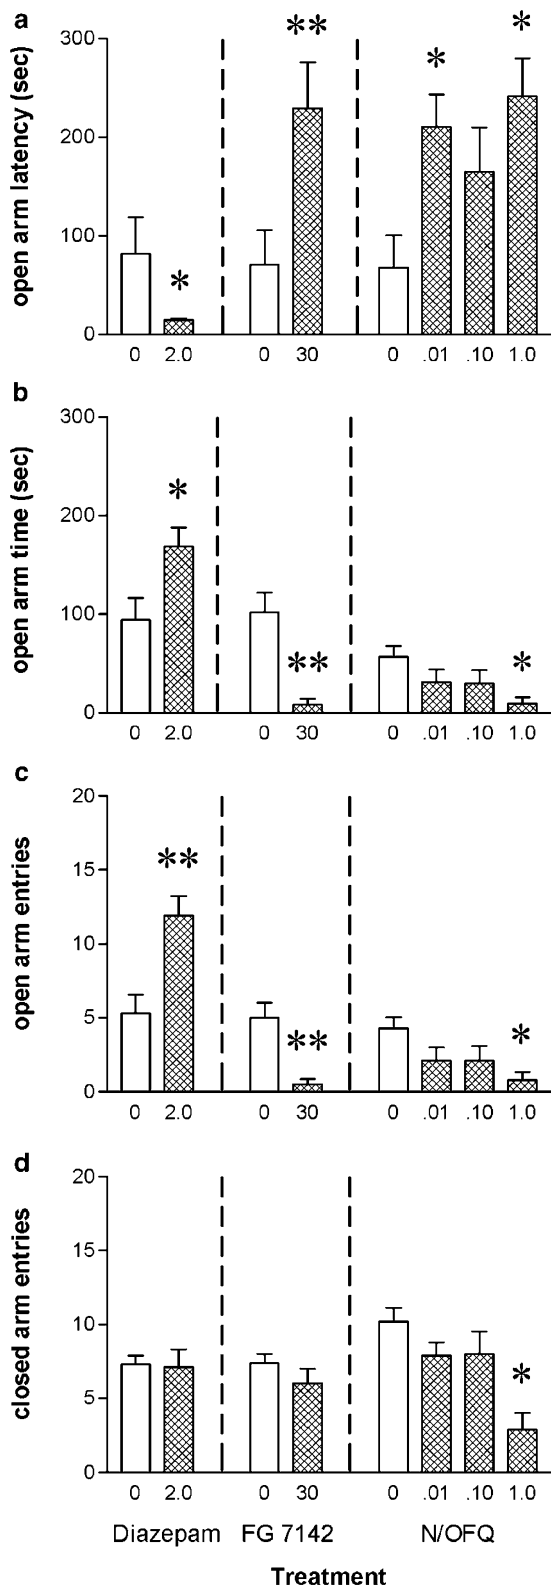 a
open arm latency (sec)
300
200
100
0
*
**
*
*
0 2.0 0 30 0 .01 .10 1.0
b
open arm time (sec)
300
200
100
0
*
**
*
0 2.0 0 30 0 .01 .10 1.0
c
open arm entries
20
15
10
5
0
**
**
*
0 2.0 0 30 0 .01 .10 1.0
d
closed arm entries
20
15
10
5
0
*
0 2.0 0 30 0 .01 .10 1.0
Diazepam FG 7142 N/OFQ
Treatment